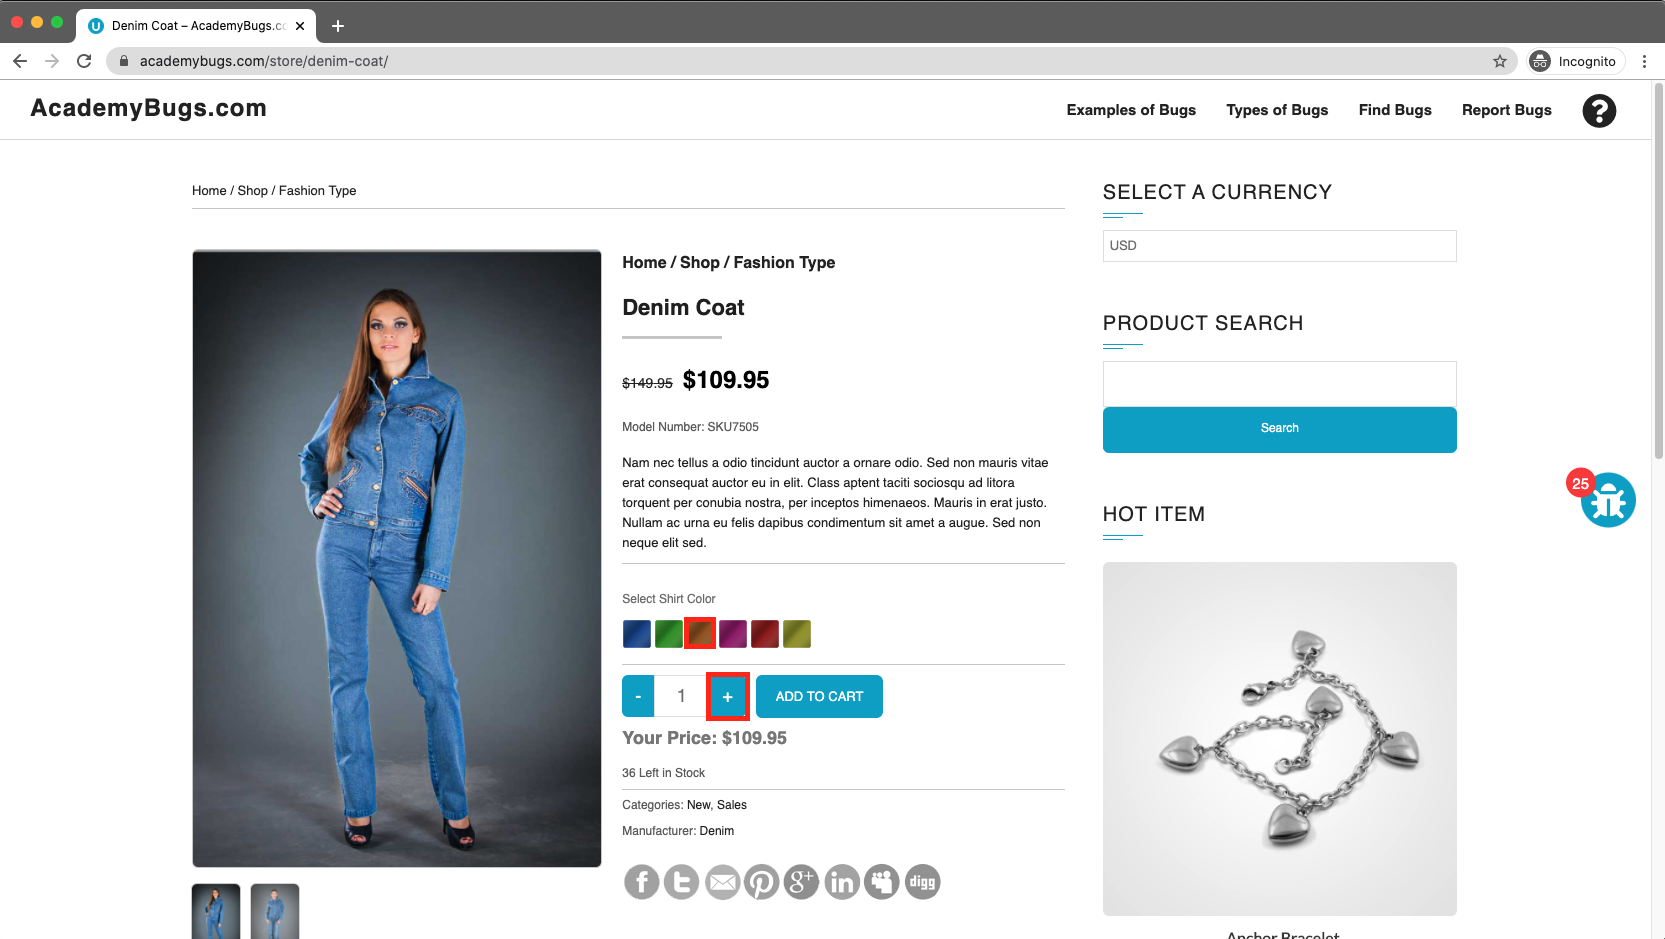 Denim Coat – AcademyBugs.cc
academybugs.com/store/denim-coat/
Incognito
AcademyBugs.com
Examples of Bugs
Types of Bugs
Find Bugs
Report Bugs
?
Home / Shop / Fashion Type
Home / Shop / Fashion Type
Denim Coat
$149.95 $109.95
Model Number: SKU7505
Nam nec tellus a odio tincidunt auctor a ornare odio. Sed non mauris vitae
erat consequat auctor eu in elit. Class aptent taciti sociosqu ad litora
torquent per conubia nostra, per inceptos himenaeos. Mauris in erat justo.
Nullam ac urna eu felis dapibus condimentum sit amet a augue. Sed non
neque elit sed.
Select Shirt Color
- 1 + ADD TO CART
Your Price: $109.95
36 Left in Stock
Categories: New, Sales
Manufacturer: Denim
digg
SELECT A CURRENCY
USD
PRODUCT SEARCH
Search
HOT ITEM
25
Anchor Bracelet